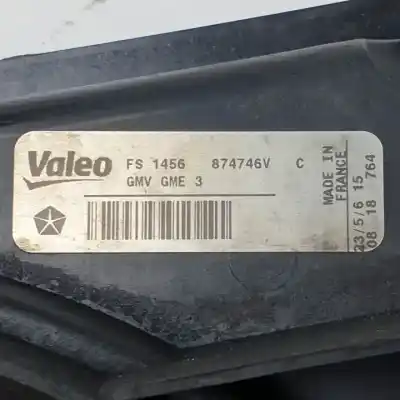 Valeo FS 1456 874746V C
GMV GME 3
MADE IN
FRANCE
23/5/6 15
08 18 764